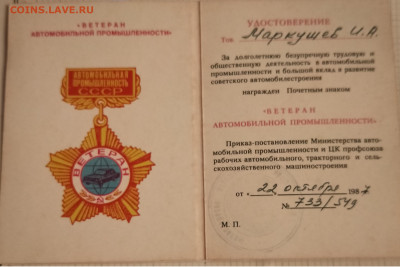 COINS.LAVE.RU
«ВЕТЕРАН
АВТОМОБИЛЬНОЙ ПРОМЫШЛЕННОСТИ»
АВТОМОБИЛЬНАЯ
ПРОМЫШЛЕННОСТЬ
СССР
ВЕТЕРАН
УДОСТОВЕРЕНИЕ
Тов. Маркушев И.А.
За долголетнюю безупречную трудовую и
общественную деятельность в автомобильной
промышленности и большой вклад в развитие
советского автомобилестроения
награжден Почетным знаком
«ВЕТЕРАН
АВТОМОБИЛЬНОЙ ПРОМЫШЛЕННОСТИ»
Приказ-постановление Министерства авто-
мобильной промышленности и ЦК профсоюза
рабочих автомобильного, тракторного и сель-
скохозяйственного машиностроения
от «22» октября 1987
№ 733/549
М. П.